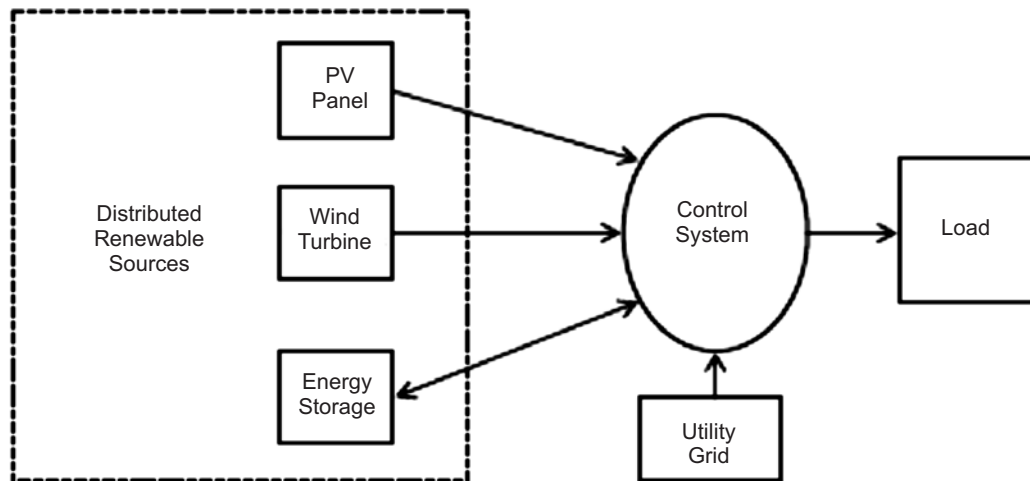 PV
Panel
Distributed
Renewable
Sources
Wind
Turbine
Energy
Storage
Control
System
Load
Utility
Grid